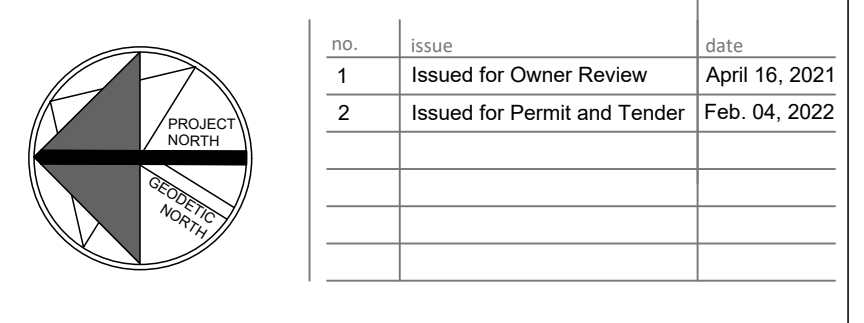 PROJECT
NORTH
GEODETIC
NORTH
no. issue date
1 Issued for Owner Review April 16, 2021
2 Issued for Permit and Tender Feb. 04, 2022